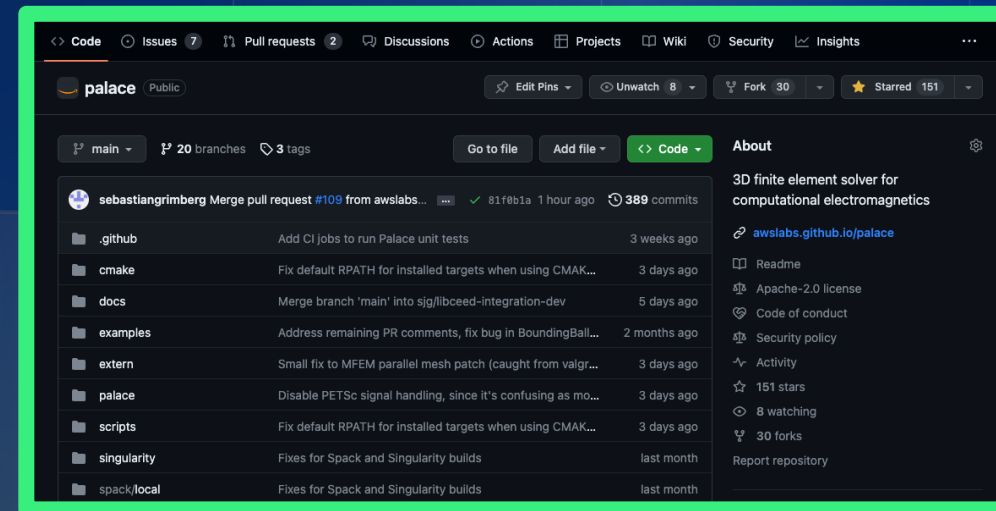 Code Issues 7 Pull requests 2 Discussions Actions Projects Wiki Security Insights ...
palace Public Edit Pins Unwatch 8 Fork 30 Starred 151
main 20 branches 3 tags Go to file Add file Code
sebastiangrimberg Merge pull request #109 from awslabs... ... 81f0b1a 1 hour ago 389 commits
.github Add CI jobs to run Palace unit tests 3 weeks ago
cmake Fix default RPATH for installed targets when using CMAK... 3 days ago
docs Merge branch 'main' into sjg/libceed-integration-dev 5 days ago
examples Address remaining PR comments, fix bug in BoundingBall... 2 months ago
extern Small fix to MFEM parallel mesh patch (caught from valgr... 3 days ago
palace Disable PETSc signal handling, since it's confusing as mo... 3 days ago
scripts Fix default RPATH for installed targets when using CMAK... 3 days ago
singularity Fixes for Spack and Singularity builds last month
spack/local Fixes for Spack and Singularity builds last month
About
3D finite element solver for
computational electromagnetics
awslabs.github.io/palace
Readme
Apache-2.0 license
Code of conduct
Security policy
Activity
151 stars
8 watching
30 forks
Report repository